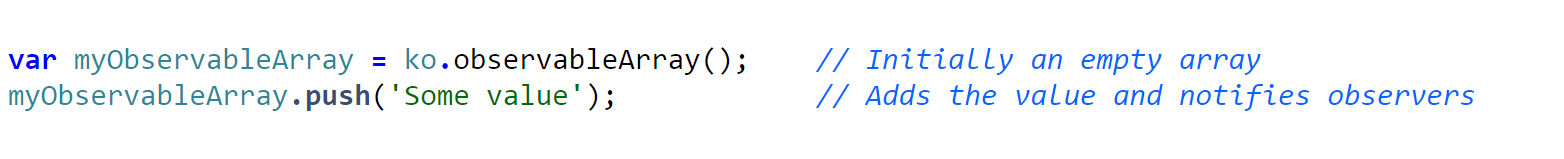 var myObservableArray = ko.observableArray();    // Initially an empty array
myObservableArray.push('Some value');            // Adds the value and notifies observers